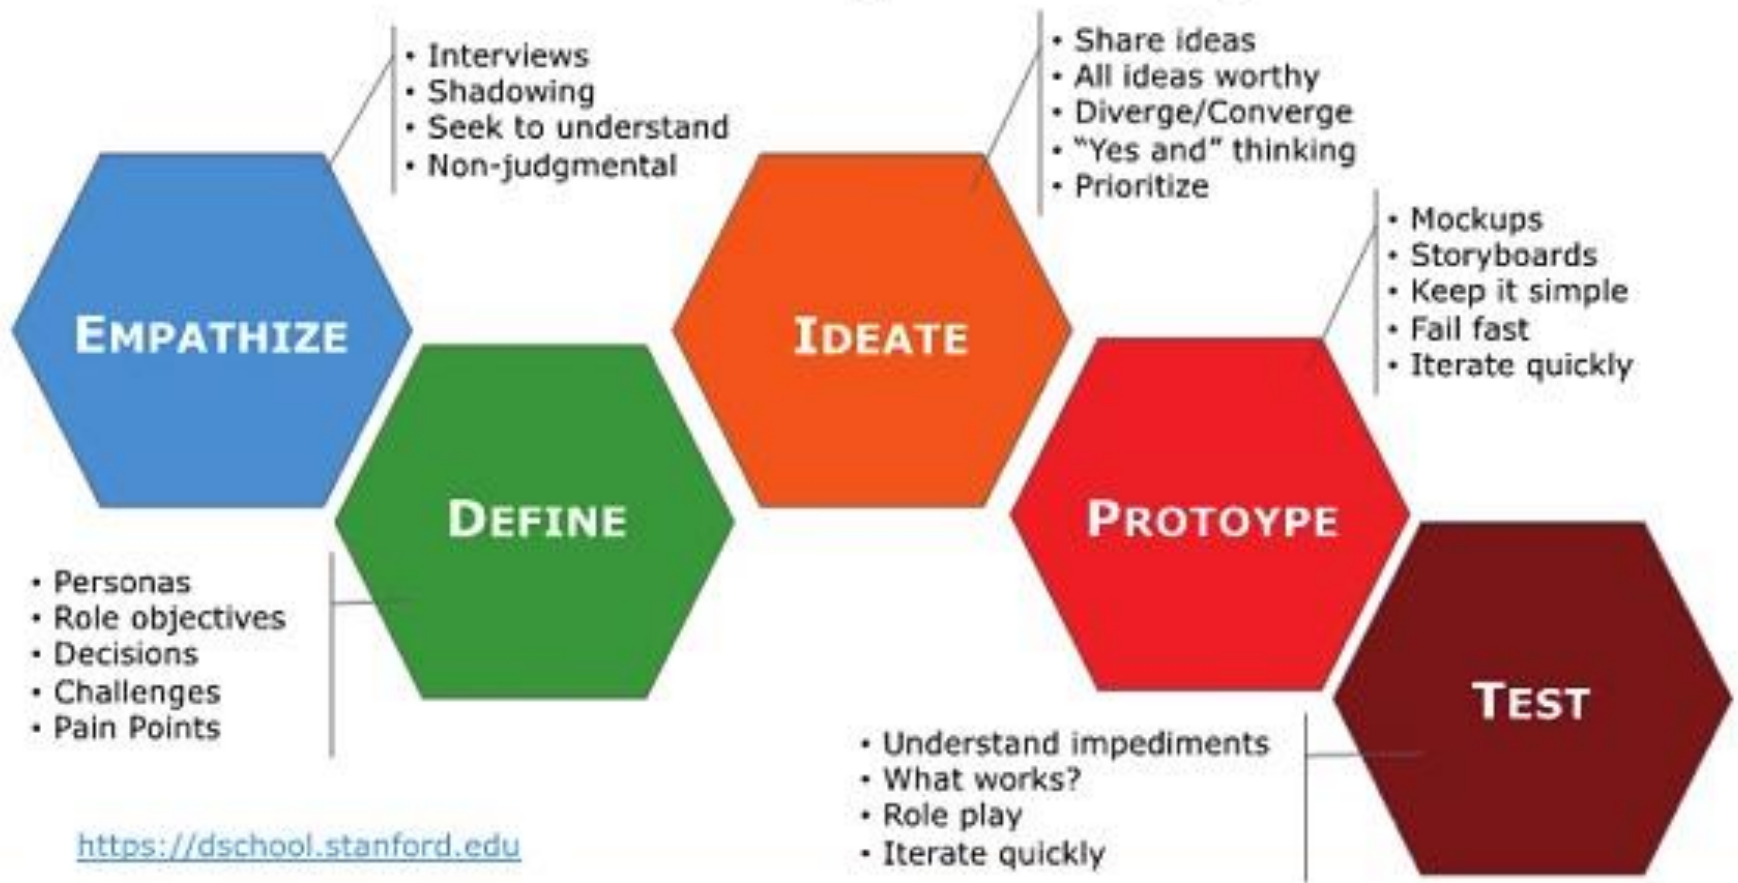 • Interviews
• Shadowing
• Seek to understand
• Non-judgmental
EMPATHIZE
• Personas
• Role objectives
• Decisions
• Challenges
• Pain Points
DEFINE
• Share ideas
• All ideas worthy
• Diverge/Converge
• “Yes and” thinking
• Prioritize
IDEATE
• Mockups
• Storyboards
• Keep it simple
• Fail fast
• Iterate quickly
PROTOYPE
• Understand impediments
• What works?
• Role play
• Iterate quickly
TEST
https://dschool.stanford.edu